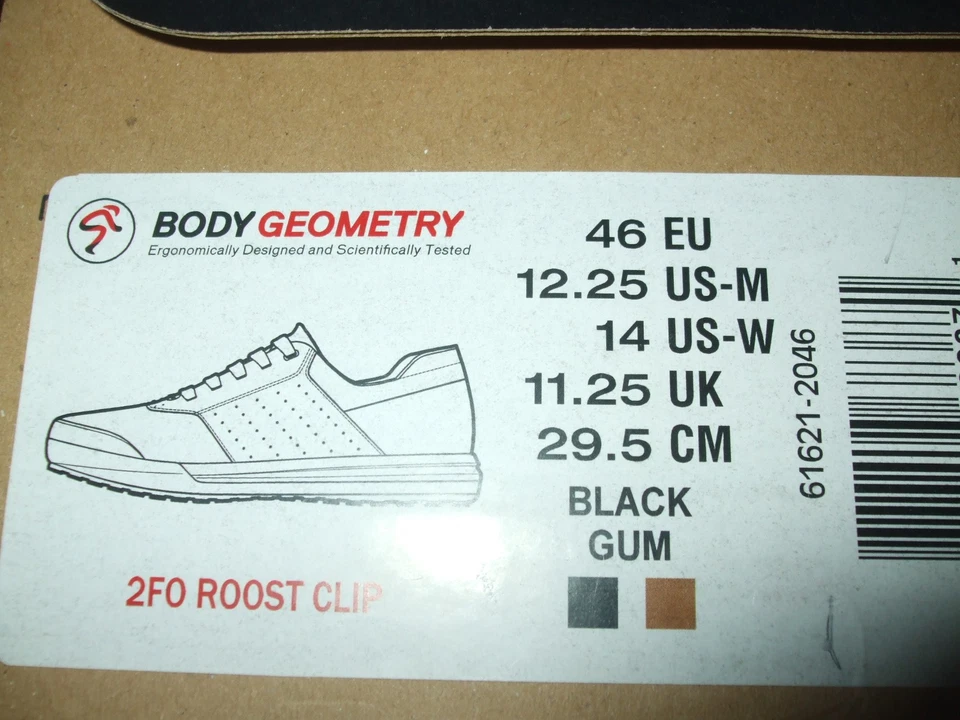 BODY GEOMETRY
Ergonomically Designed and Scientifically Tested
46 EU
12.25 US-M
14 US-W
11.25 UK
29.5 CM
BLACK
GUM
2FO ROOST CLIP
61621-2046